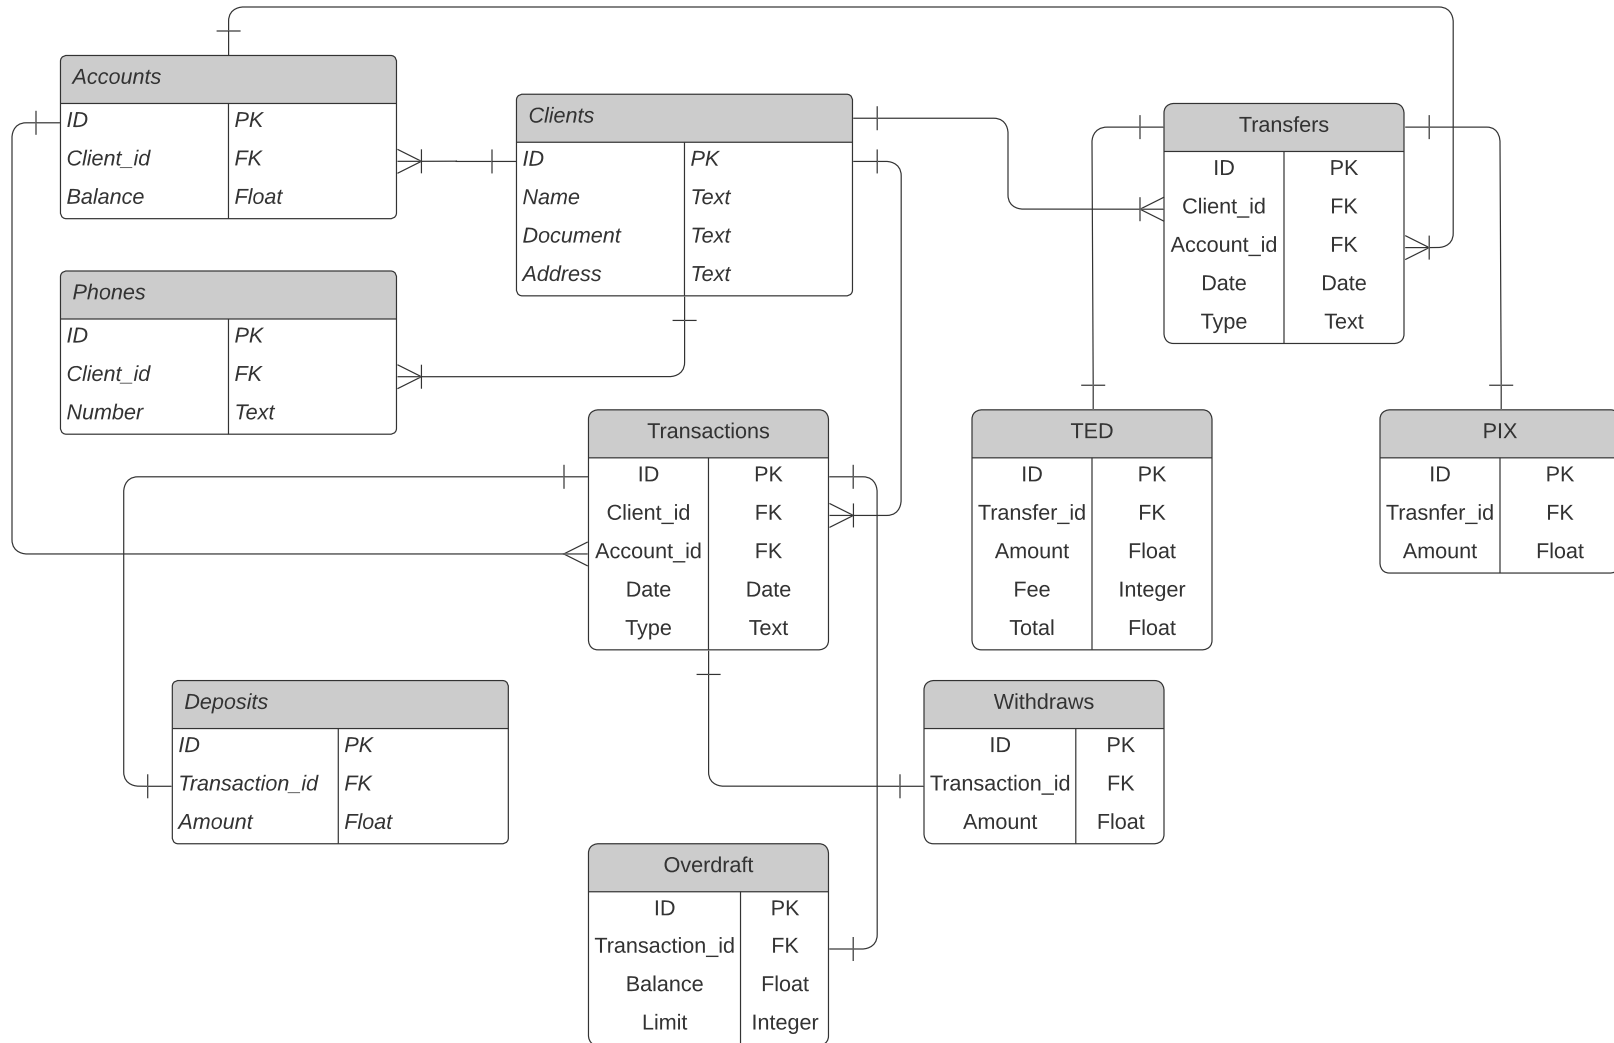 Accounts
ID PK
Client_id FK
Balance Float
Clients
ID PK
Name Text
Document Text
Address Text
Transfers
ID PK
Client_id FK
Account_id FK
Date Date
Type Text
Phones
ID PK
Client_id FK
Number Text
Transactions
ID PK
Client_id FK
Account_id FK
Date Date
Type Text
TED
ID PK
Transfer_id FK
Amount Float
Fee Integer
Total Float
PIX
ID PK
Trasnfer_id FK
Amount Float
Deposits
ID PK
Transaction_id FK
Amount Float
Withdraws
ID PK
Transaction_id FK
Amount Float
Overdraft
ID PK
Transaction_id FK
Balance Float
Limit Integer